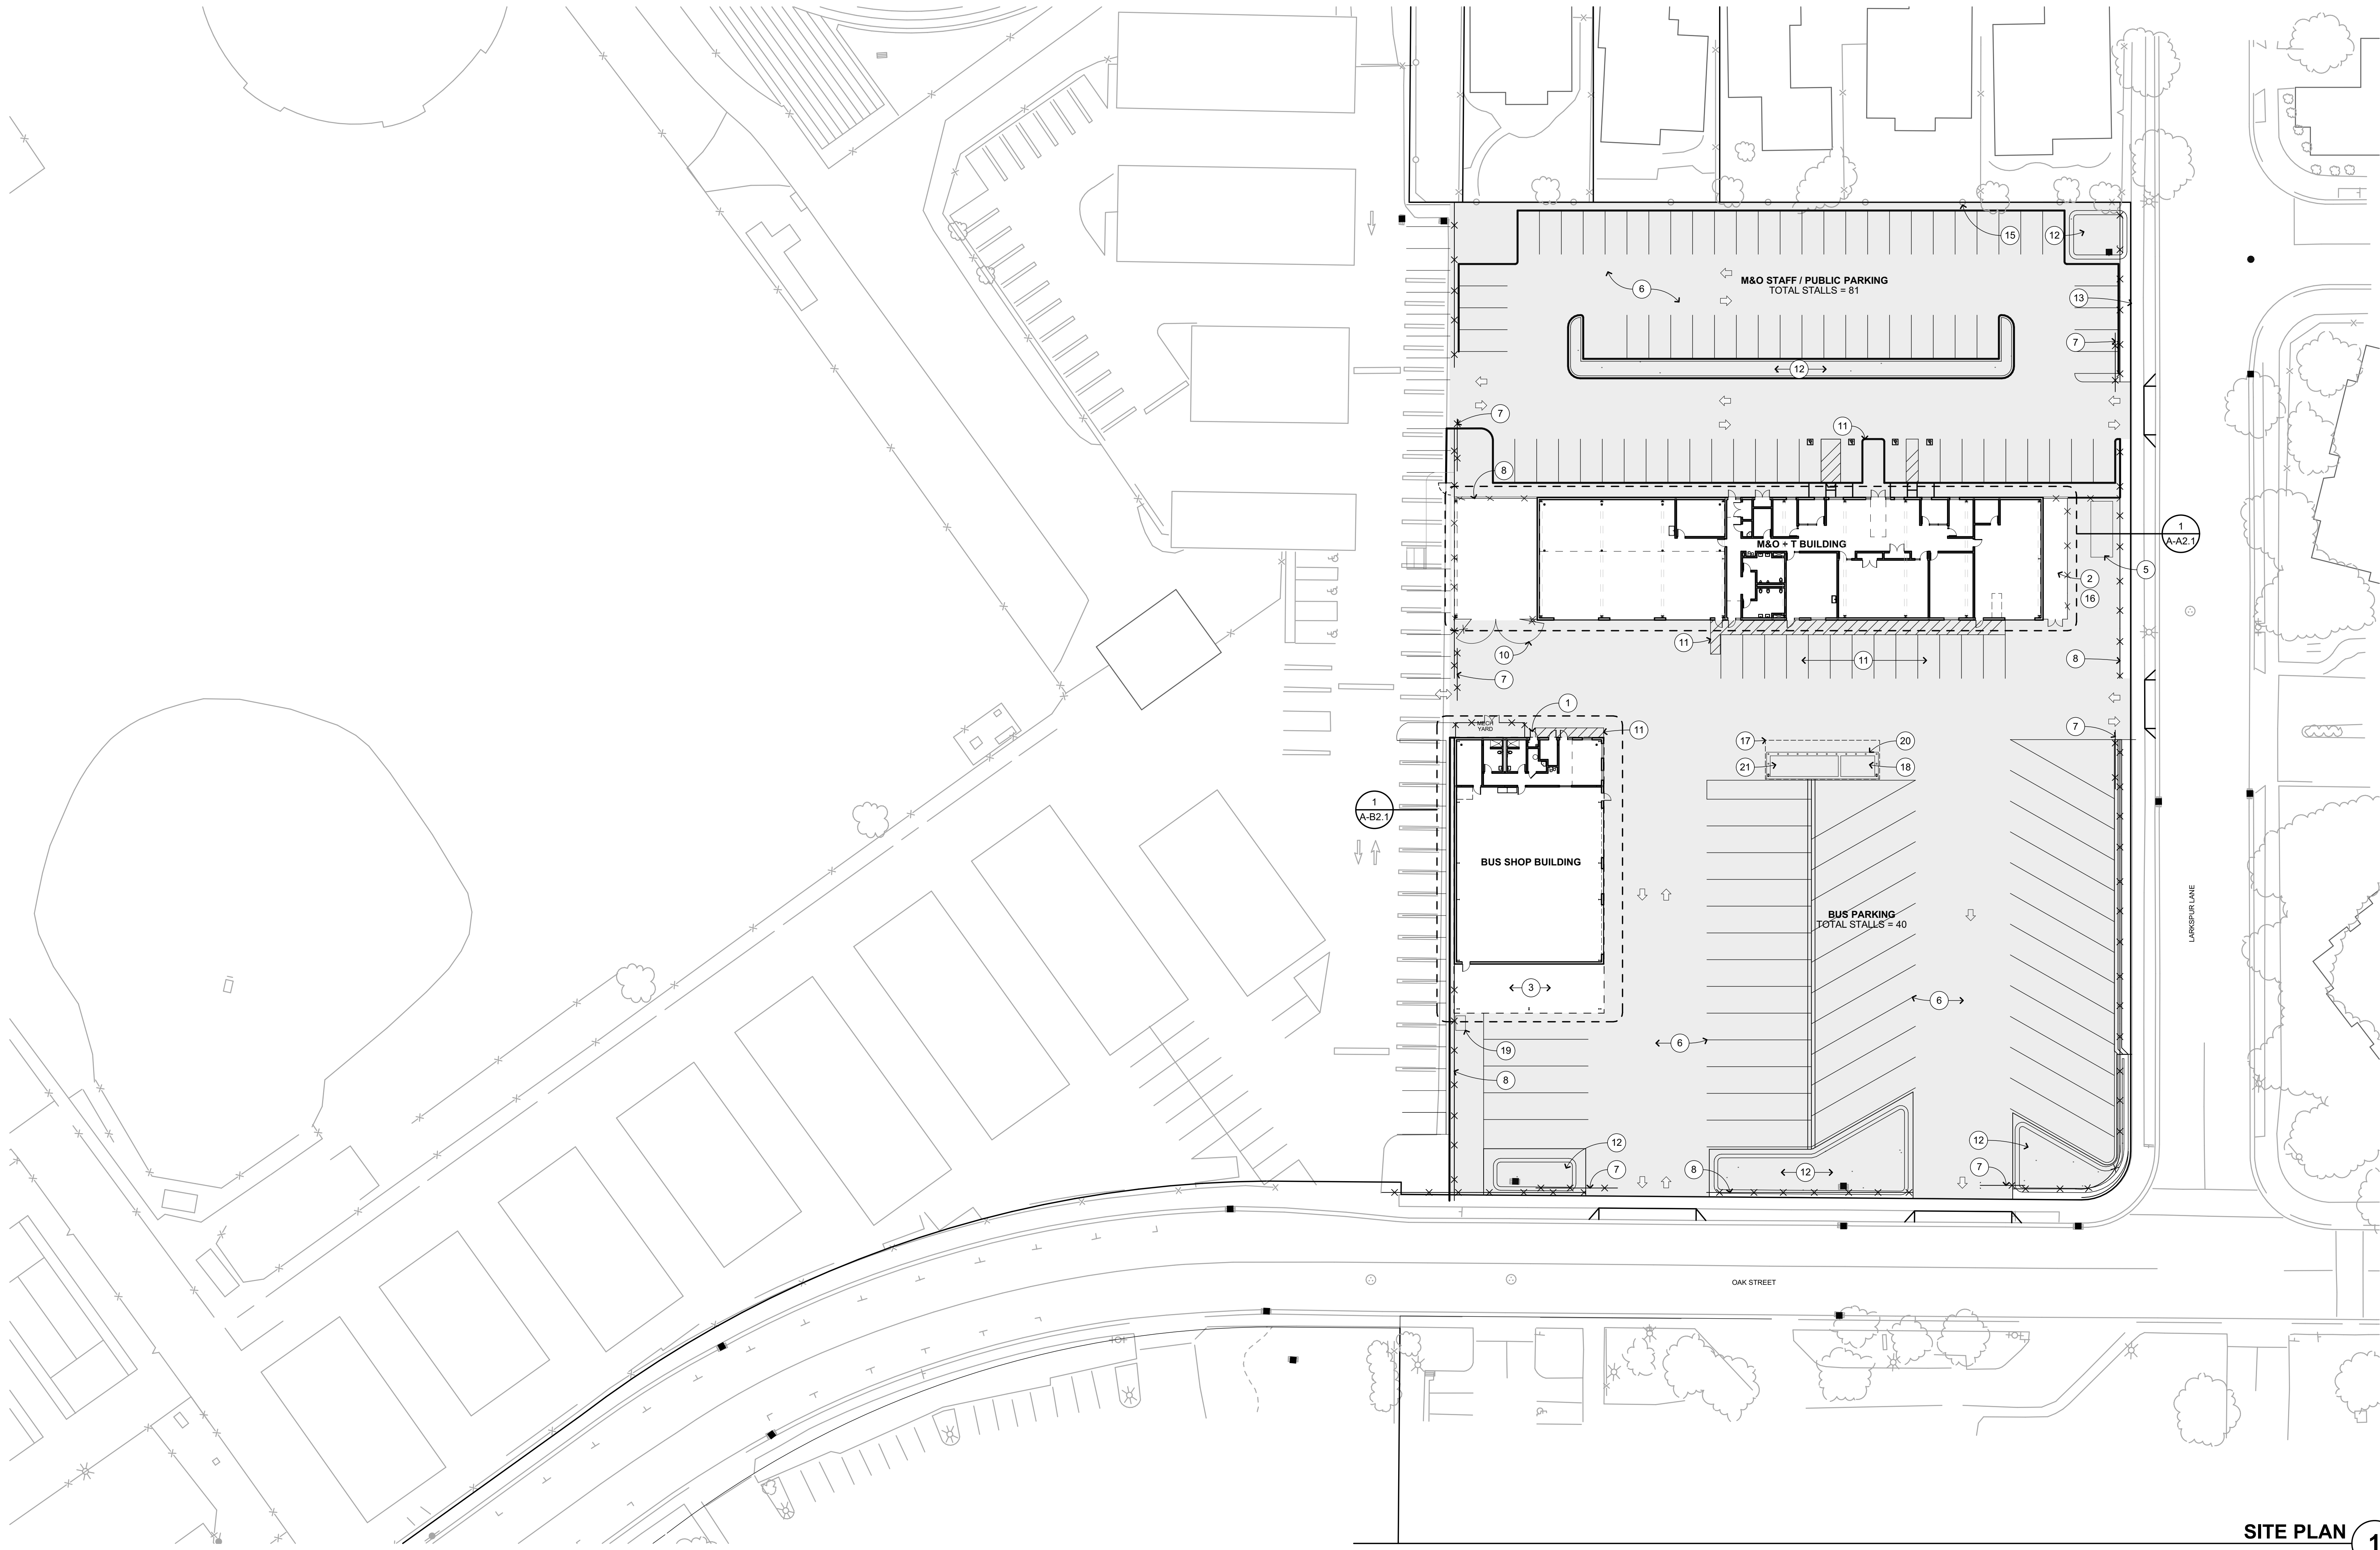 15
12
M&O STAFF / PUBLIC PARKING
TOTAL STALLS = 81
6
13
7
12
7
11
8
1
A-A2.1
M&O + T BUILDING
5
2
16
11
10
11
8
7
1
MECH
YARD
11
7
17
20
21
18
1
A-B2.1
BUS SHOP BUILDING
BUS PARKING
TOTAL STALLS = 40
LARKSPUR LANE
3
6
6
19
8
12
12
7
8
12
7
OAK STREET
SITE PLAN
1